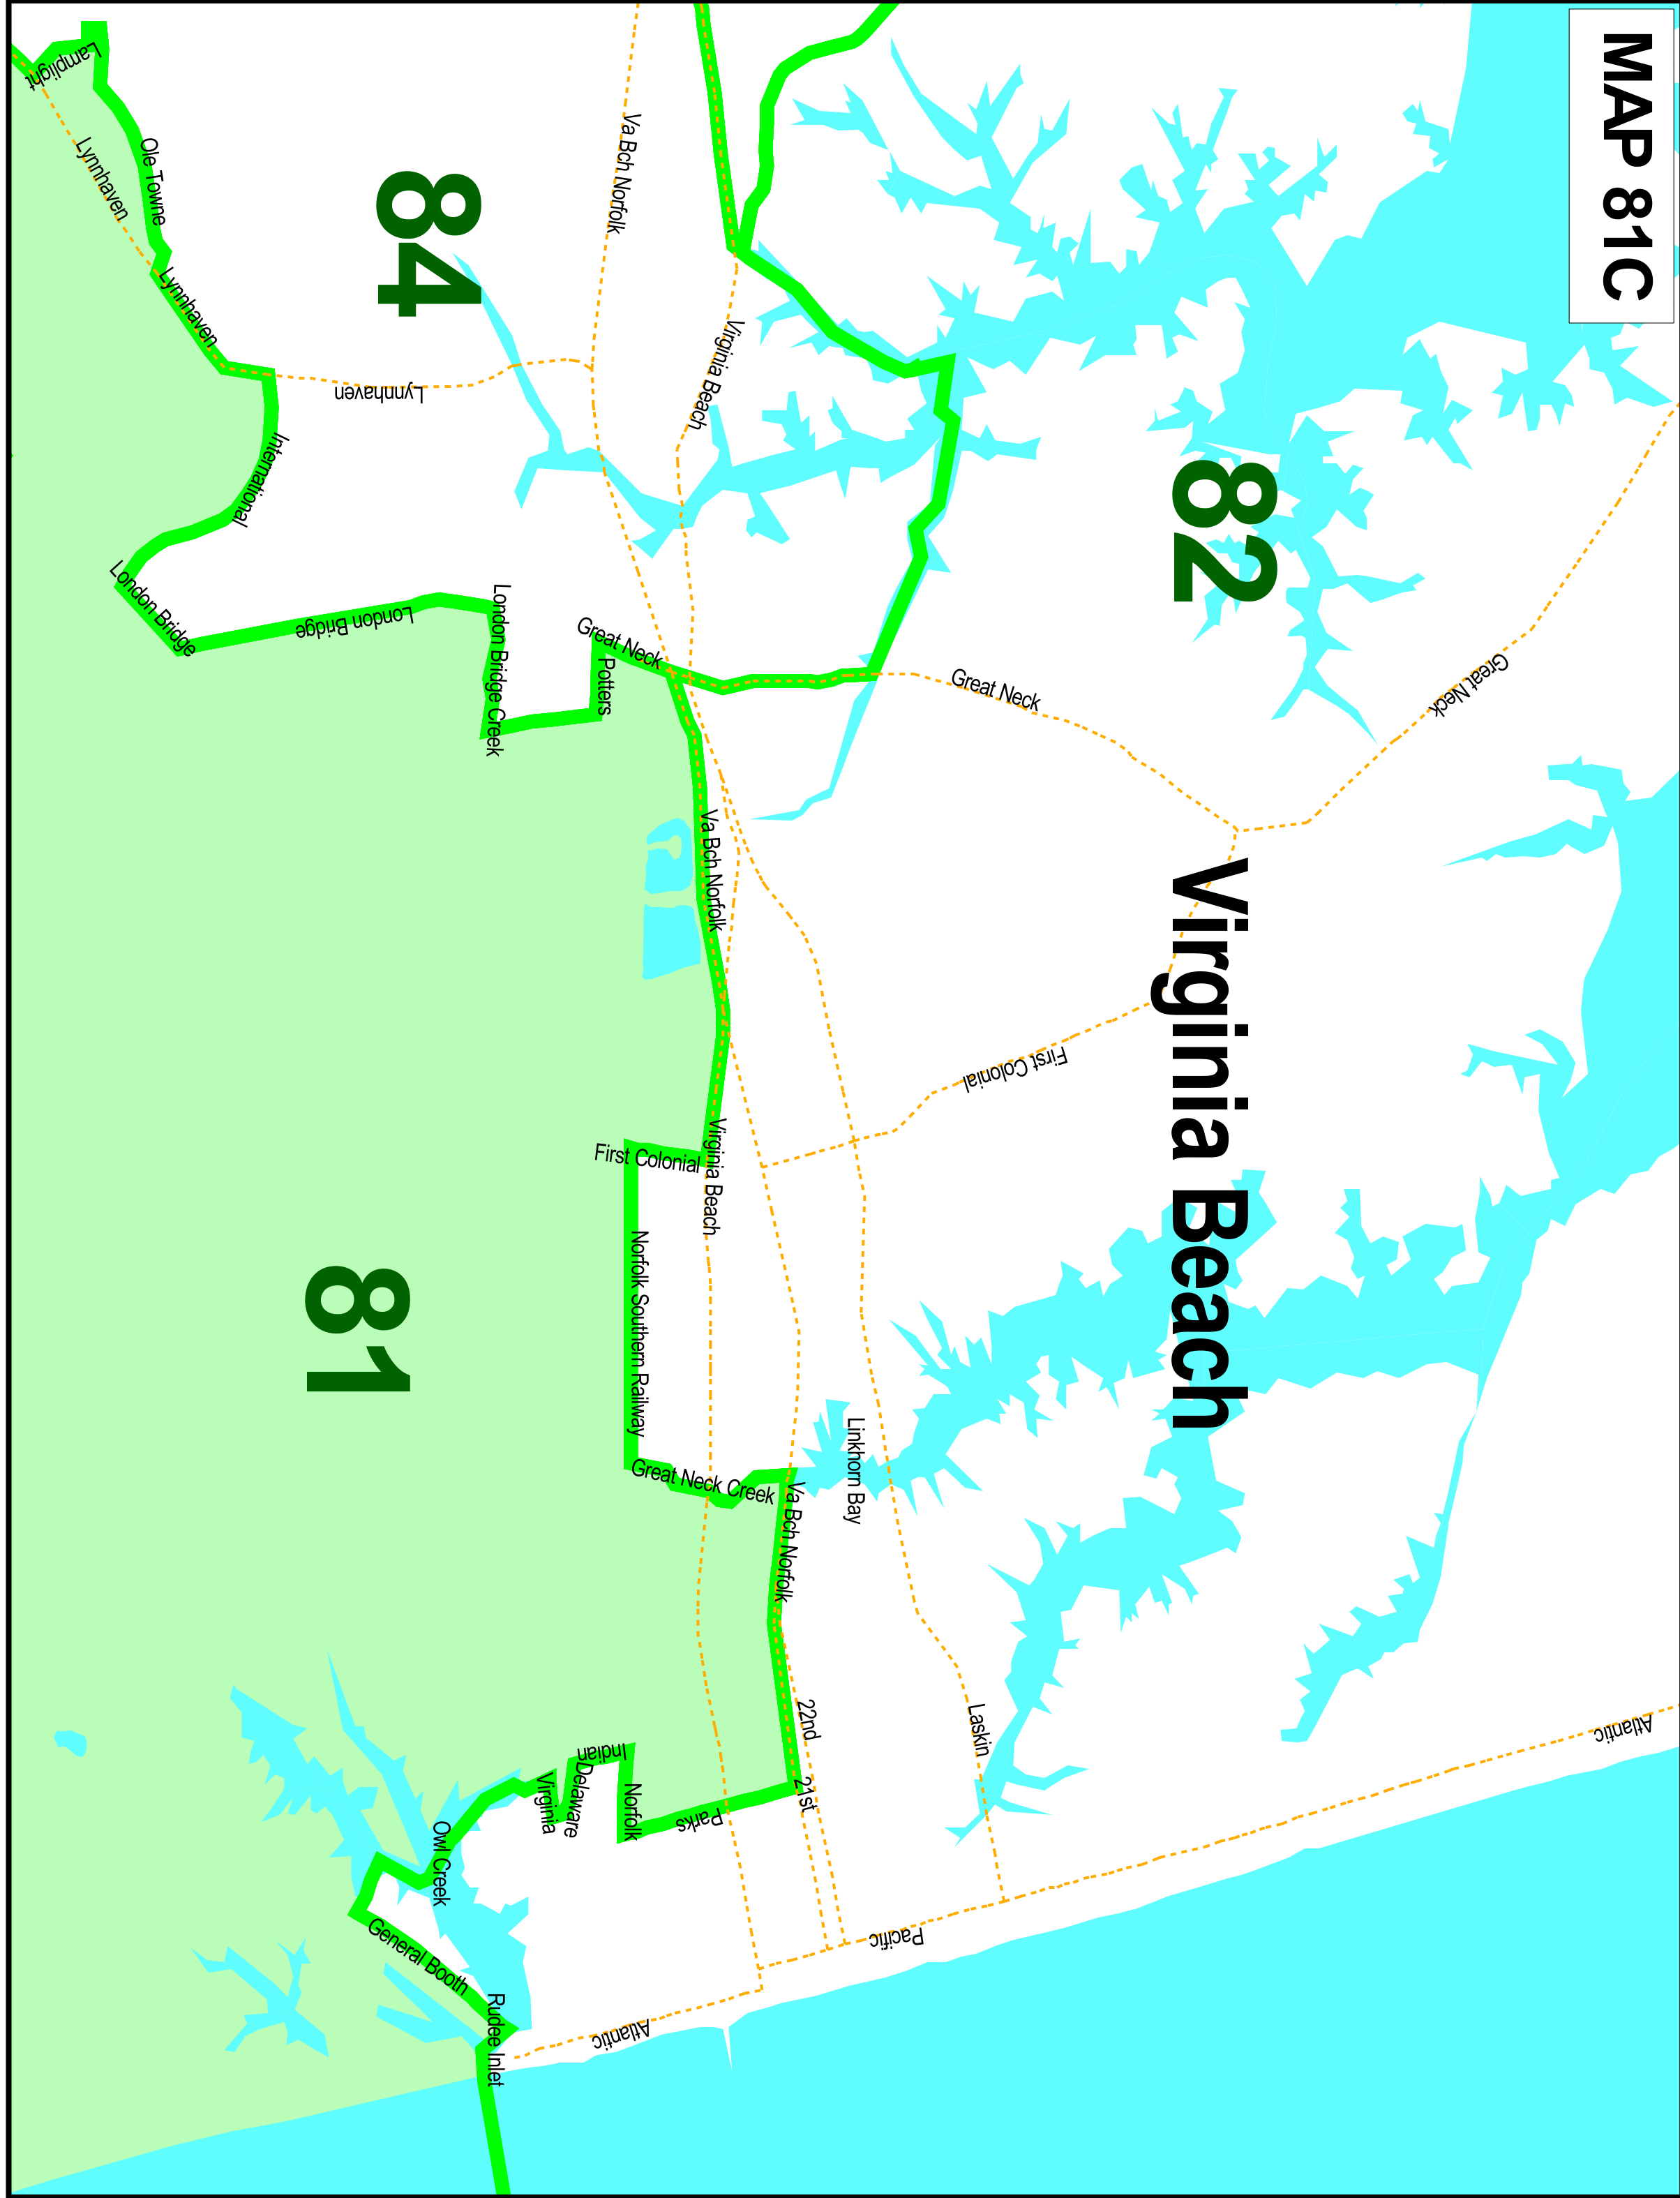 MAP 81C
Great Neck
Atlantic
82
Virginia Beach
Great Neck
First Colonial
Laskin
Pacific
Linkhorn Bay
Virginia Beach
Va Bch Norfolk
22nd
21st
Va Bch Norfolk
Great Neck
Potters
Va Bch Norfolk
Virginia Beach
First Colonial
Norfolk Southern Railway
Great Neck Creek
Parks
Norfolk
Indian
Delaware
Virginia
Atlantic
84
Lynnhaven
London Bridge Creek
London Bridge
81
Owl Creek
General Booth
Rudee Inlet
Lamplight
Ole Towne
Lynnhaven
Lynnhaven
International
London Bridge